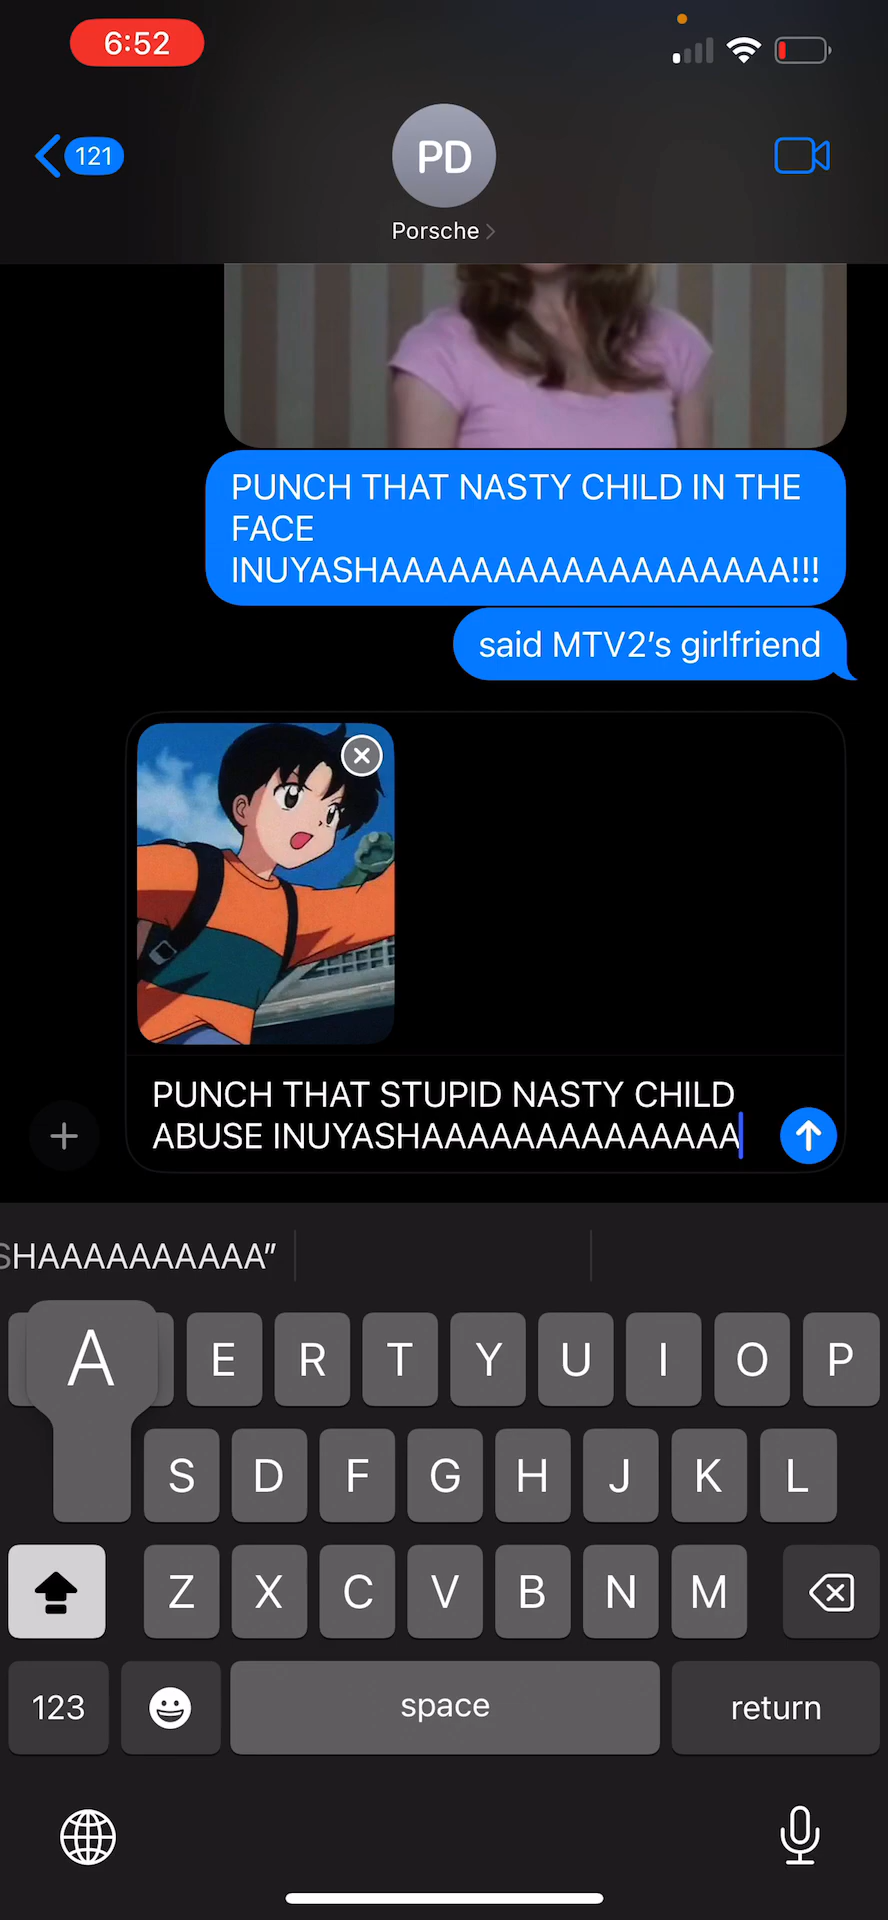 6:52
121
PD
Porsche
PUNCH THAT NASTY CHILD IN THE
FACE
INUYASHAAAAAAAAAAAAAAAAAA!!!
said MTV2’s girlfriend
PUNCH THAT STUPID NASTY CHILD
ABUSE INUYASHAAAAAAAAAAAAAA
SHAAAAAAAAAA”
A E R T Y U I O P
S D F G H J K L
Z X C V B N M
123 space return